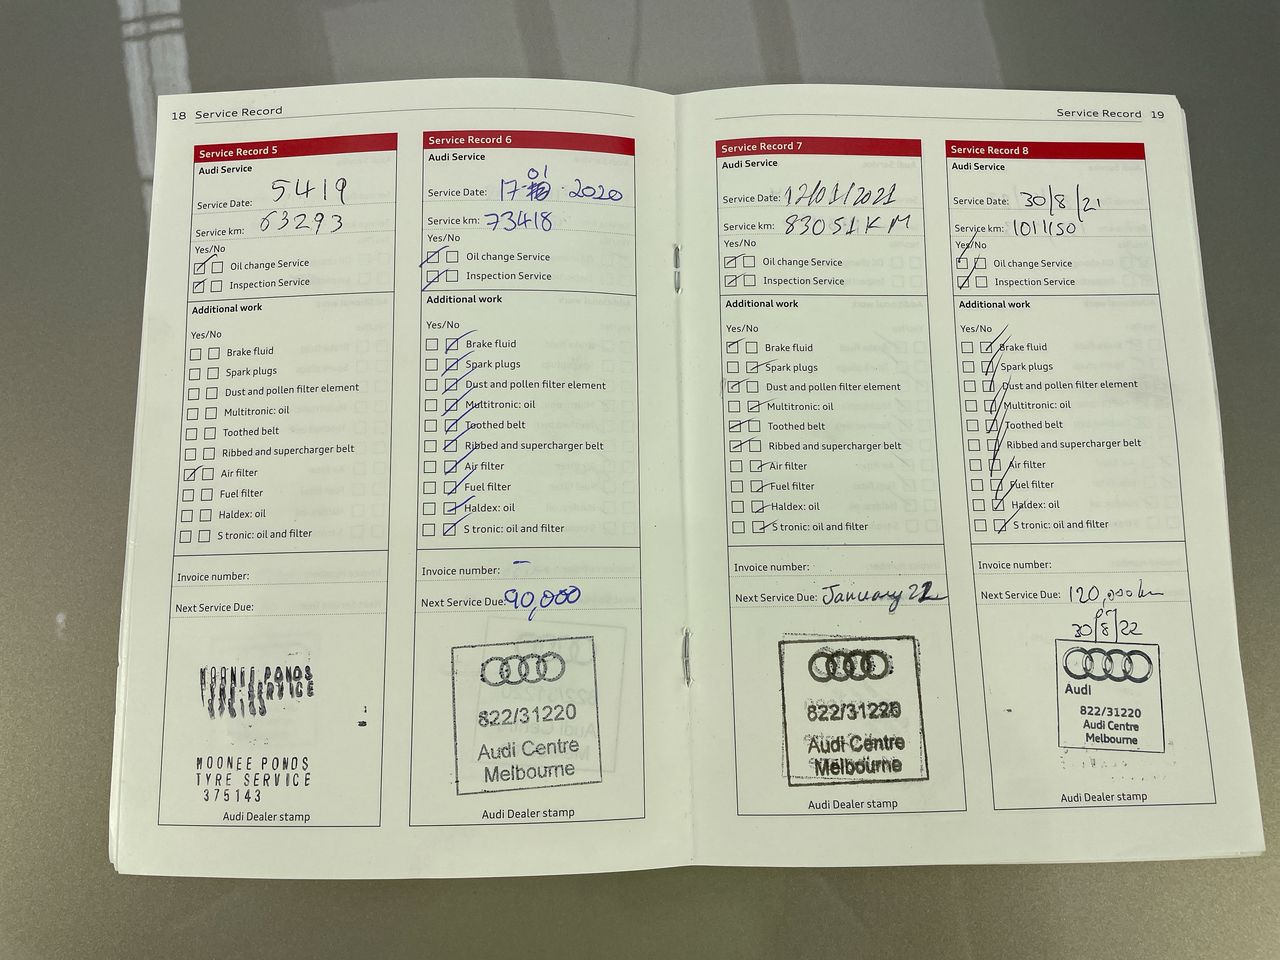 18 Service Record
Service Record 5
Audi Service
Service Date: 5419
Service km: 63293
Yes/No
Oil change Service
Inspection Service
Additional work
Yes/No
Brake fluid
Spark plugs
Dust and pollen filter element
Multitronic: oil
Toothed belt
Ribbed and supercharger belt
Air filter
Fuel filter
Haldex: oil
S tronic: oil and filter
Invoice number:
Next Service Due:
MOONEE PONDS
TYRE SERVICE
MOONEE PONDS
TYRE SERVICE
375143
Audi Dealer stamp
Service Record 6
Audi Service
01
Service Date: 17 · 2020
Service km: 73418
Yes/No
Oil change Service
Inspection Service
Additional work
Yes/No
Brake fluid
Spark plugs
Dust and pollen filter element
Multitronic: oil
Toothed belt
Ribbed and supercharger belt
Air filter
Fuel filter
Haldex: oil
S tronic: oil and filter
Invoice number: –
Next Service Due: 90,000
822/31220
Audi Centre
Melbourne
Audi Dealer stamp
Service Record 19
Service Record 7
Audi Service
Service Date: 12/01/2021
Service km: 83051 KM
Yes/No
Oil change Service
Inspection Service
Additional work
Yes/No
Brake fluid
Spark plugs
Dust and pollen filter element
Multitronic: oil
Toothed belt
Ribbed and supercharger belt
Air filter
Fuel filter
Haldex: oil
S tronic: oil and filter
Invoice number:
Next Service Due: January 22
822/31220
Audi Centre
Melbourne
Audi Dealer stamp
Service Record 8
Audi Service
Service Date: 30/8/21
Service km: 101150
Yes/No
Oil change Service
Inspection Service
Additional work
Yes/No
Brake fluid
Spark plugs
Dust and pollen filter element
Multitronic: oil
Toothed belt
Ribbed and supercharger belt
Air filter
Fuel filter
Haldex: oil
S tronic: oil and filter
Invoice number:
Next Service Due: 120,000 km
or
30/8/22
Audi
822/31220
Audi Centre
Melbourne
Audi Dealer stamp